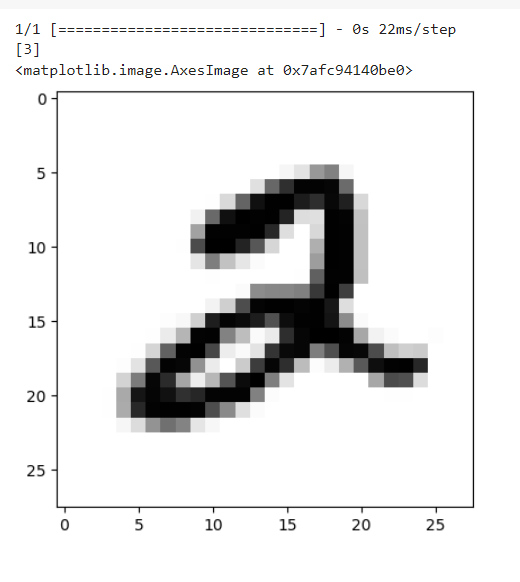 1/1 [==============================] - 0s 22ms/step
[3]
<matplotlib.image.AxesImage at 0x7afc94140be0>
0
5
10
15
20
25
2
0 5 10 15 20 25